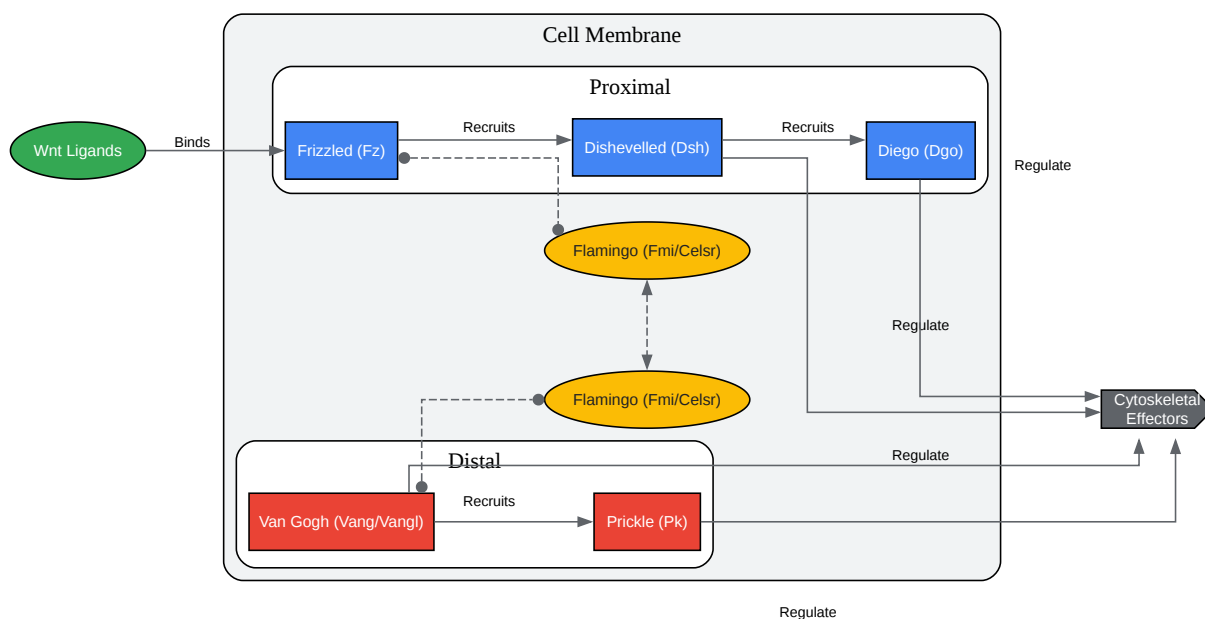 Cell Membrane
Proximal
Wnt Ligands
Binds
Frizzled (Fz)
Recruits
Dishevelled (Dsh)
Recruits
Diego (Dgo)
Regulate
Flamingo (Fmi/Celsr)
Regulate
Flamingo (Fmi/Celsr)
Cytoskeletal
Effectors
Distal
Regulate
Van Gogh (Vang/Vangl)
Recruits
Prickle (Pk)
Regulate